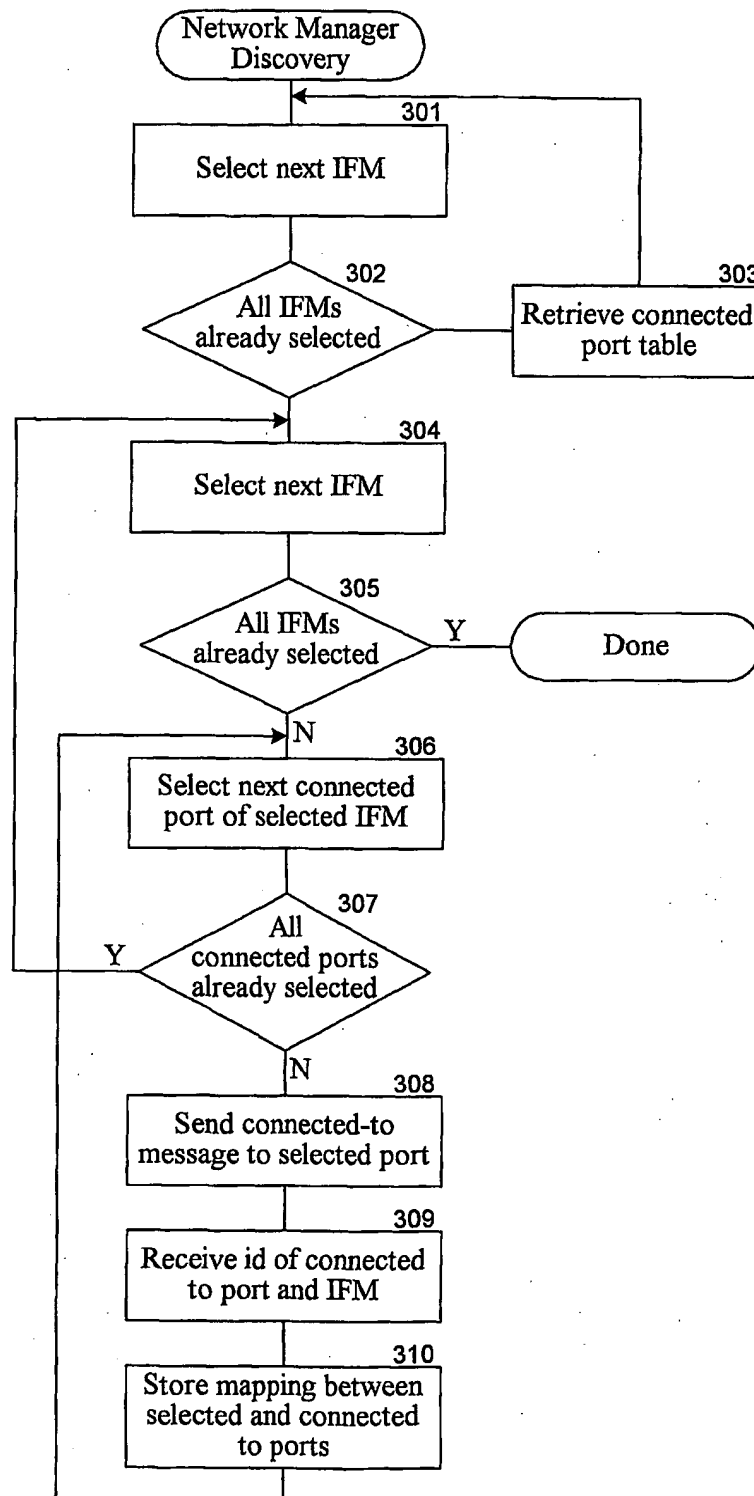 Network Manager
Discovery
301
Select next IFM
302
All IFMs
already selected
303
Retrieve connected
port table
304
Select next IFM
305
All IFMs
already selected
Y
Done
N
306
Select next connected
port of selected IFM
307
All
connected ports
already selected
Y
N
308
Send connected-to
message to selected port
309
Receive id of connected
to port and IFM
310
Store mapping between
selected and connected
to ports